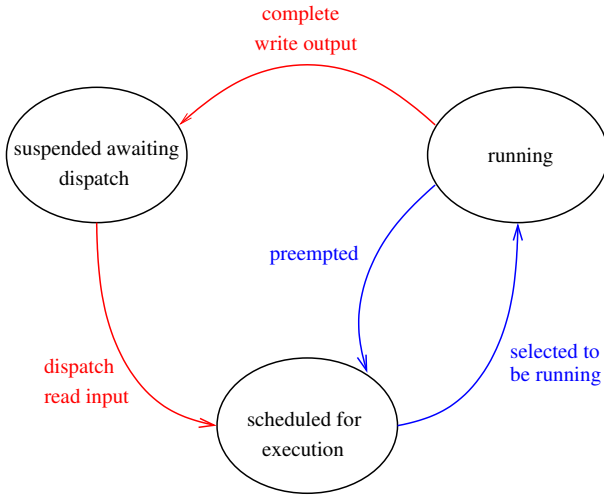 complete
write output
suspended awaiting
dispatch
running
preempted
dispatch
read input
selected to
be running
scheduled for
execution